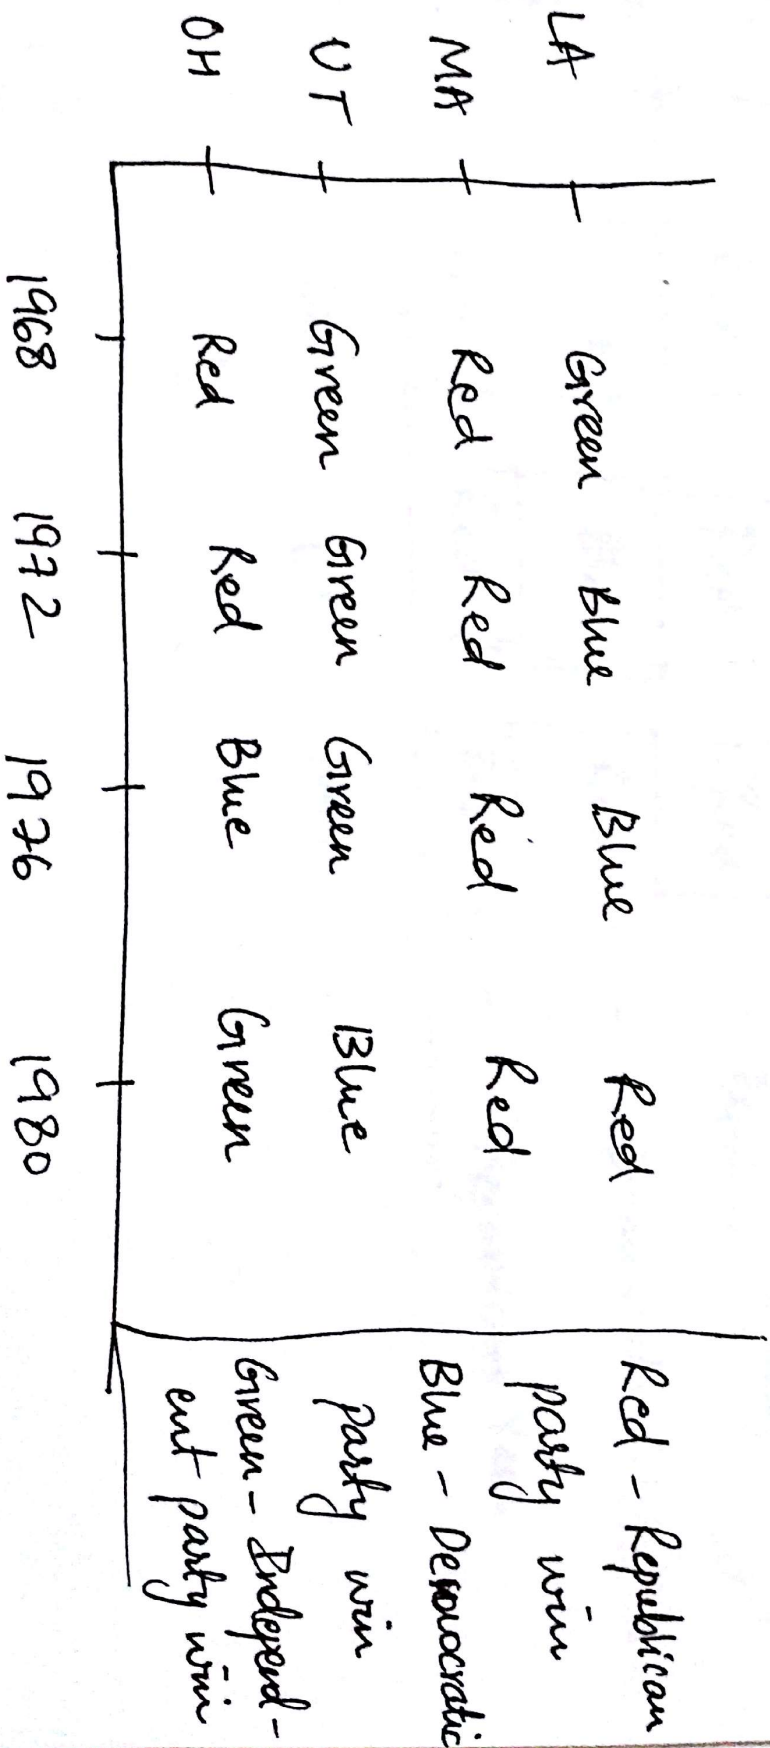 LA Green Blue Blue Red
MA Red Red Red Red
UT Green Green Green Blue
OH Red Red Blue Green
1968 1972 1976 1980
Red - Republican
party win
Blue - Democratic
party win
Green - Independ-
ent party win